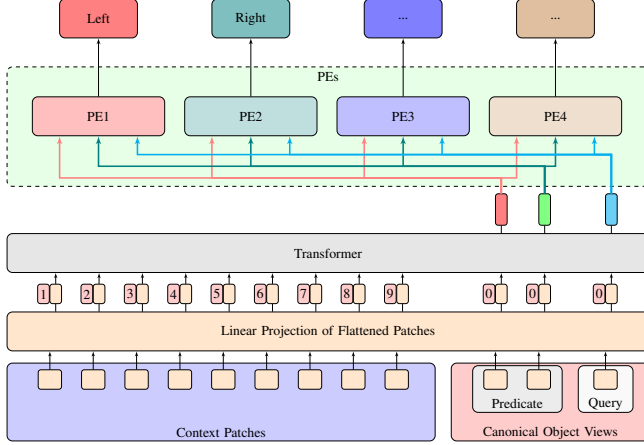 Left Right ... ...
PEs
PE1 PE2 PE3 PE4
Transformer
1 2 3 4 5 6 7 8 9 0 0 0
Linear Projection of Flattened Patches
Predicate Query
Context Patches Canonical Object Views